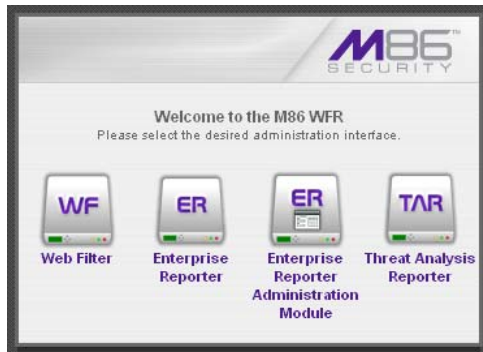 M86™
SECURITY
Welcome to the M86 WFR
Please select the desired administration interface.
WF
ER
ER
TAR
Web Filter
Enterprise
Reporter
Enterprise
Reporter
Administration
Module
Threat Analysis
Reporter